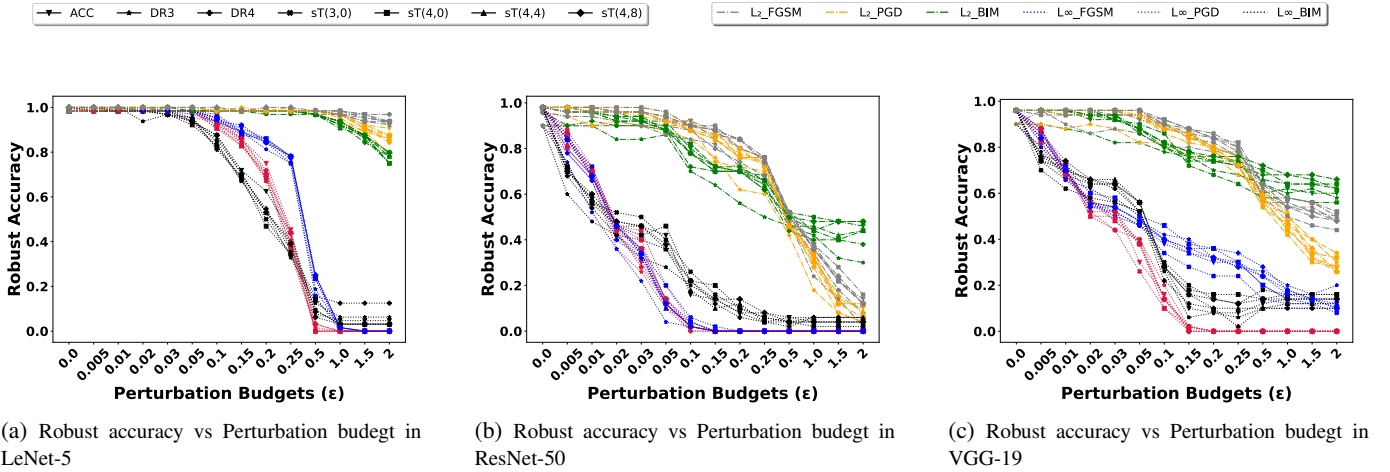 ACC DR3 DR4 sT(3,0) sT(4,0) sT(4,4) sT(4,8)
L₂_FGSM L₂_PGD L₂_BIM L∞_FGSM L∞_PGD L∞_BIM
Robust Accuracy
1.0
0.8
0.6
0.4
0.2
0.0
0.0 0.005 0.01 0.02 0.03 0.05 0.1 0.15 0.2 0.25 0.5 1.0 1.5 2
Perturbation Budgets (ε)
(a) Robust accuracy vs Perturbation budegt in
LeNet-5
Robust Accuracy
1.0
0.8
0.6
0.4
0.2
0.0
0.0 0.005 0.01 0.02 0.03 0.05 0.1 0.15 0.2 0.25 0.5 1.0 1.5 2
Perturbation Budgets (ε)
(b) Robust accuracy vs Perturbation budegt in
ResNet-50
Robust Accuracy
1.0
0.8
0.6
0.4
0.2
0.0
0.0 0.005 0.01 0.02 0.03 0.05 0.1 0.15 0.2 0.25 0.5 1.0 1.5 2
Perturbation Budgets (ε)
(c) Robust accuracy vs Perturbation budegt in
VGG-19